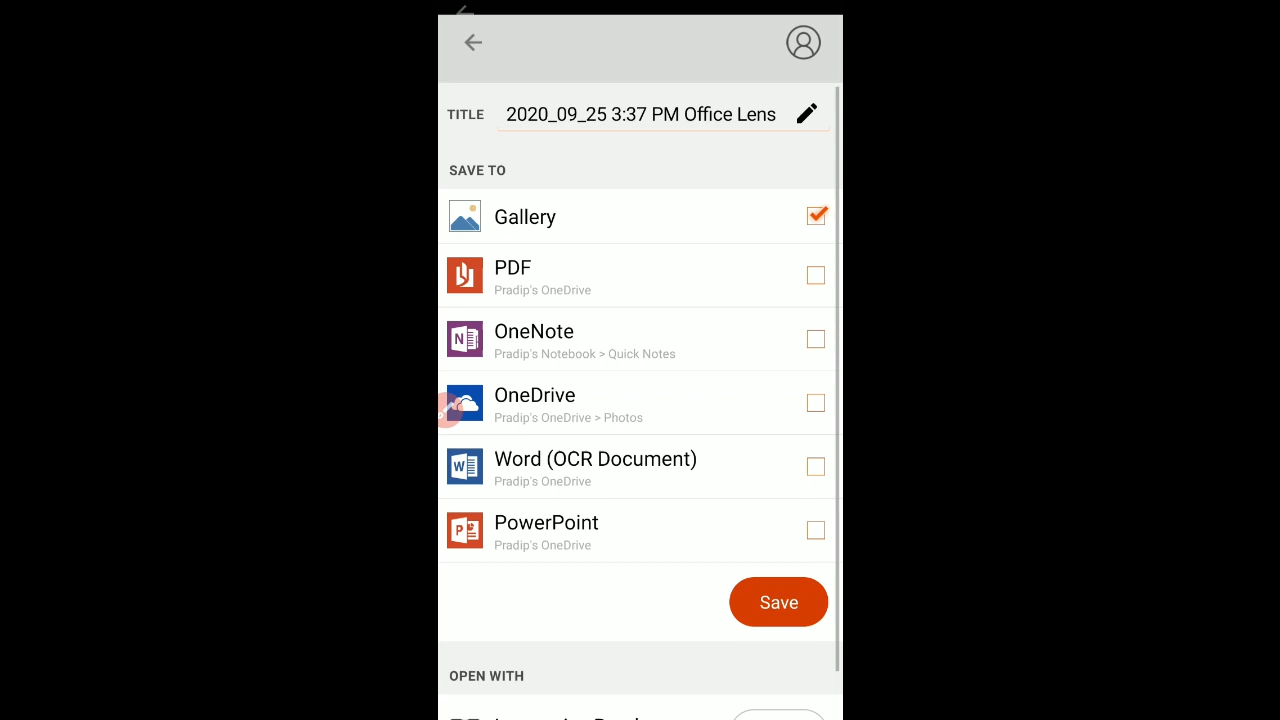 TITLE 2020_09_25 3:37 PM Office Lens
SAVE TO
Gallery
PDF
Pradip's OneDrive
OneNote
Pradip's Notebook > Quick Notes
OneDrive
Pradip's OneDrive > Photos
Word (OCR Document)
Pradip's OneDrive
PowerPoint
Pradip's OneDrive
Save
OPEN WITH